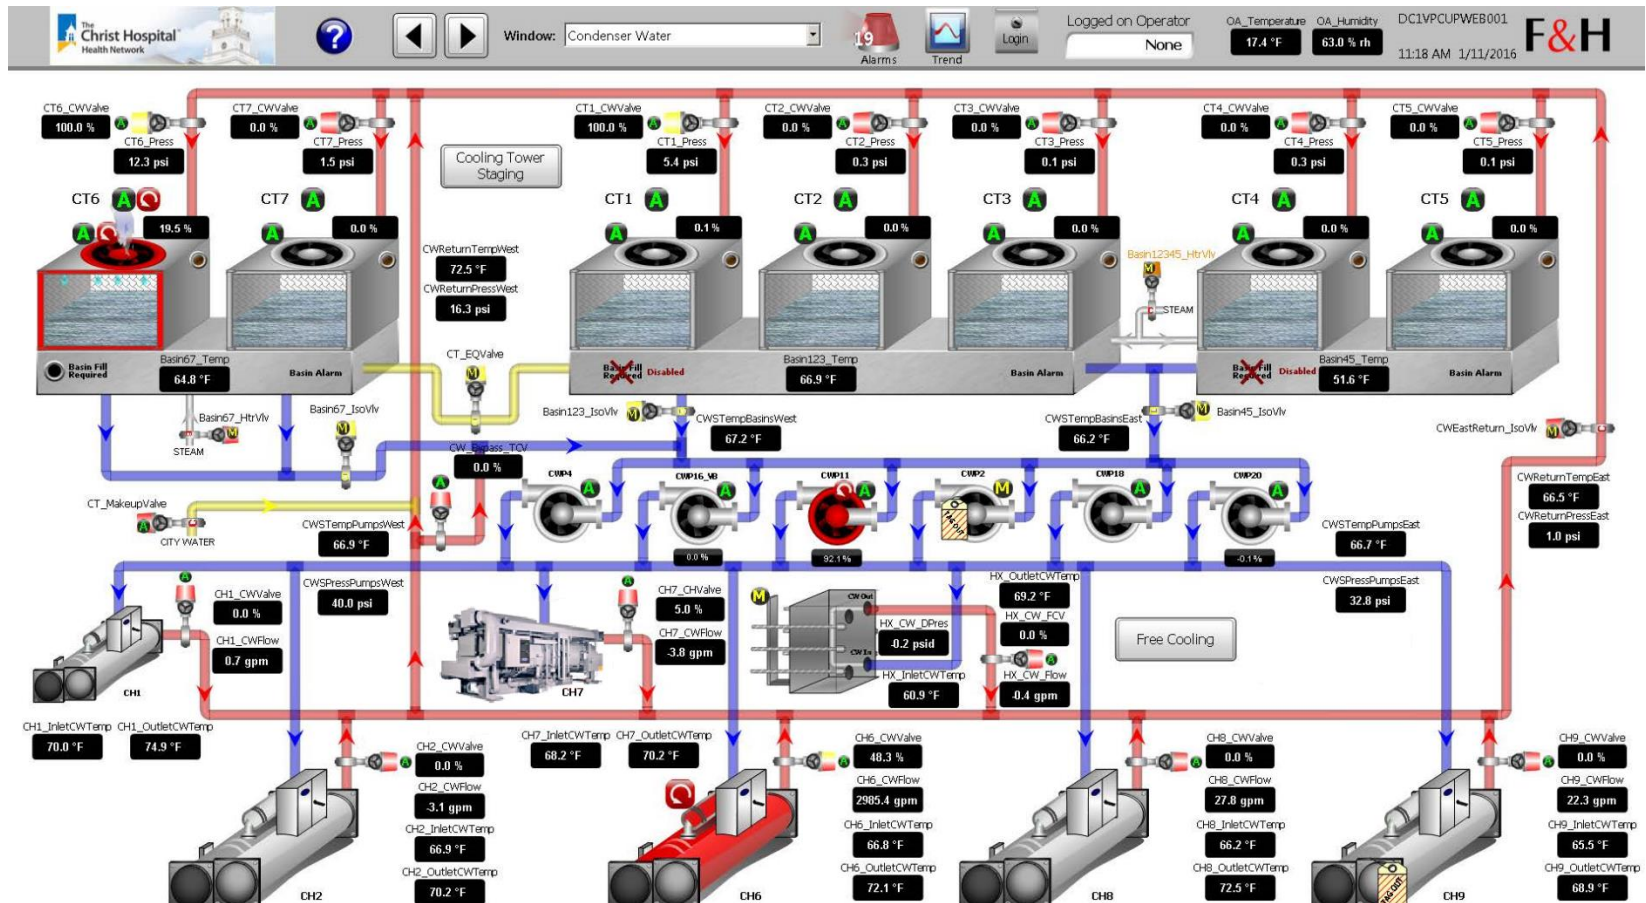 The
Christ Hospital
Health Network
?
Window:
Condenser Water
19
Alarms
Trend
Login
Logged on Operator
None
OA_Temperature
17.4 °F
OA_Humidity
63.0 % rh
DC1VPCUPWEB001
11:18 AM 1/11/2016
F&H
CT6_CWValve
100.0 %
A
CT6_Press
12.3 psi
CT7_CWValve
0.0 %
A
CT7_Press
1.5 psi
Cooling Tower
Staging
CT1_CWValve
100.0 %
A
CT1_Press
5.4 psi
CT2_CWValve
0.0 %
A
CT2_Press
0.3 psi
CT3_CWValve
0.0 %
A
CT3_Press
0.1 psi
CT4_CWValve
0.0 %
A
CT4_Press
0.3 psi
CT5_CWValve
0.0 %
A
CT5_Press
0.1 psi
CT6
A
A
19.5 %
CT7
A
A
0.0 %
CWReturnTempWest
72.5 °F
CWReturnPressWest
16.3 psi
CT1
A
A
0.1 %
CT2
A
A
0.0 %
CT3
A
A
0.0 %
Basin12345_HtrVlv
M
STEAM
C
CT4
A
A
0.0 %
CT5
A
A
0.0 %
Basin Fill
Required
Basin67_Temp
64.8 °F
Basin Alarm
CT_EQValve
M
Basin Fill
Required
Disabled
Basin123_Temp
66.9 °F
Basin Alarm
Basin Fill
Required
Disabled
Basin45_Temp
51.6 °F
Basin Alarm
Basin67_HtrVlv
M
C
STEAM
Basin67_IsoVlv
M
Basin123_IsoVlv
M
CWSTempBasinsWest
67.2 °F
CWSTempBasinsEast
66.2 °F
M
Basin45_IsoVlv
CWEastReturn_IsoVlv
M
C
CW_Bypass_TCV
0.0 %
A
CT_MakeupValve
A
C
CITY WATER
CWSTempPumpsWest
66.9 °F
CWP4
A
CWP16_VB
A
0.0 %
CWP11
A
92.1 %
CWP2
M
TAG OUT
CWP18
A
CWP20
A
-0.1 %
CWReturnTempEast
66.5 °F
CWReturnPressEast
1.0 psi
CWSTempPumpsEast
66.7 °F
CWSPressPumpsWest
40.0 psi
CWSPressPumpsEast
32.8 psi
A
CH1_CWValve
0.0 %
CH1_CWFlow
0.7 gpm
CH1
CH1_InletCWTemp
70.0 °F
CH1_OutletCWTemp
74.9 °F
A
CH7_CHValve
5.0 %
CH7_CWFlow
-3.8 gpm
CH7
CH7_InletCWTemp
68.2 °F
CH7_OutletCWTemp
70.2 °F
M
CW Out
CW In
HX_CW_DPres
-0.2 psid
HX_InletCWTemp
60.9 °F
HX_OutletCWTemp
69.2 °F
HX_CW_FCV
0.0 %
A
HX_CW_Flow
-0.4 gpm
Free Cooling
A
CH2_CWValve
0.0 %
CH2_CWFlow
-3.1 gpm
CH2_InletCWTemp
66.9 °F
CH2_OutletCWTemp
70.2 °F
CH2
A
CH6_CWValve
48.3 %
CH6_CWFlow
2985.4 gpm
CH6_InletCWTemp
66.8 °F
CH6_OutletCWTemp
72.1 °F
CH6
A
CH8_CWValve
0.0 %
CH8_CWFlow
27.8 gpm
CH8_InletCWTemp
66.2 °F
CH8_OutletCWTemp
72.5 °F
CH8
A
CH9_CWValve
0.0 %
CH9_CWFlow
22.3 gpm
CH9_InletCWTemp
65.5 °F
CH9_OutletCWTemp
68.9 °F
TAG OUT
CH9